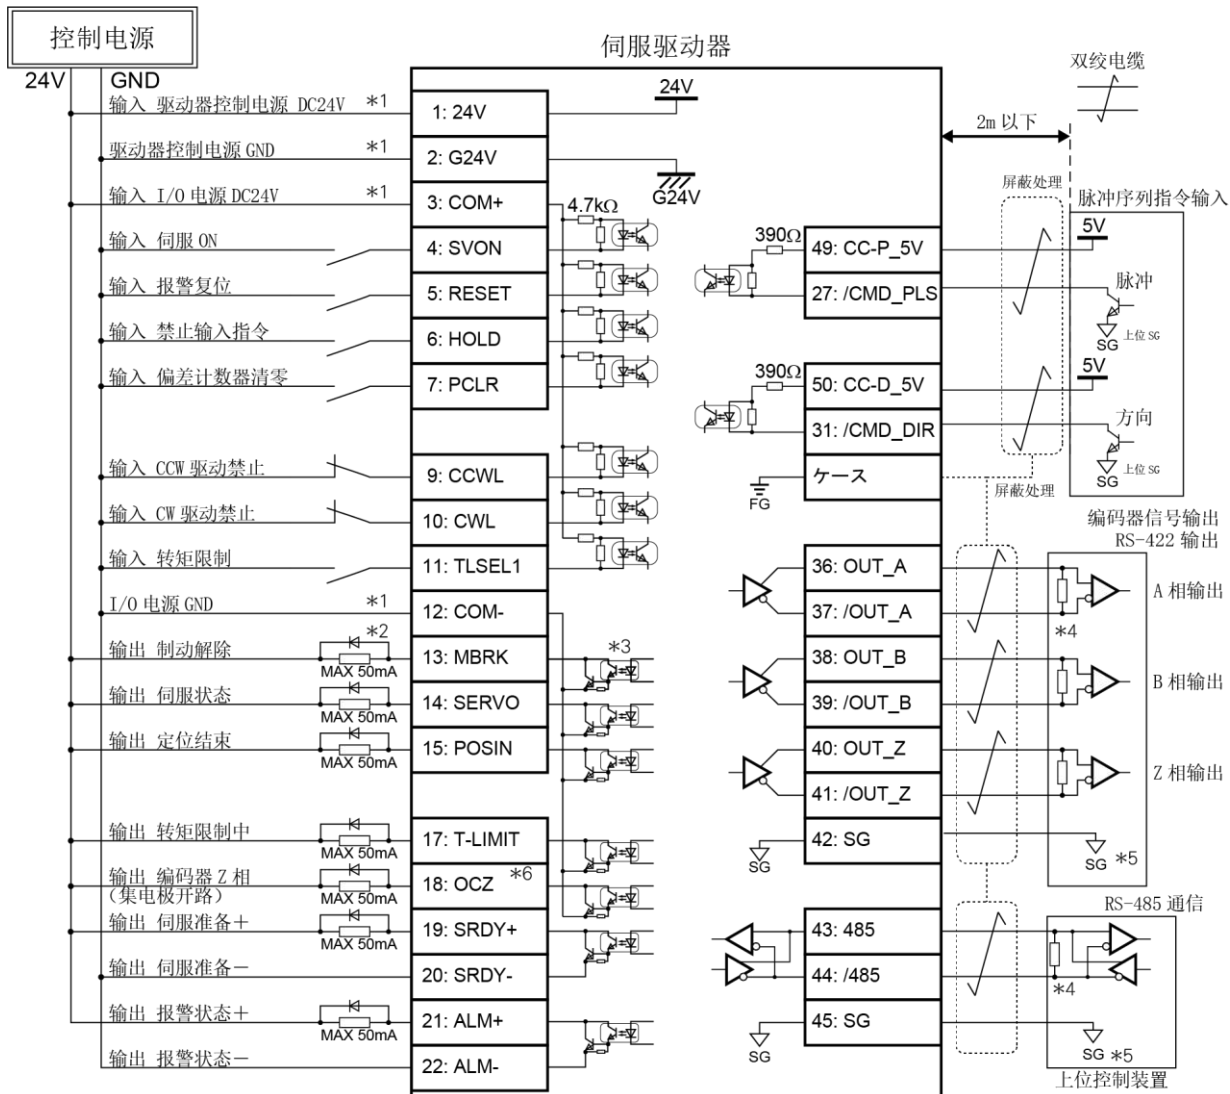 控制电源
伺服驱动器
双绞电缆
24V
GND
输入 驱动器控制电源 DC24V *1
1: 24V
24V
2m 以下
驱动器控制电源 GND *1
2: G24V
G24V
输入 I/O 电源 DC24V *1
3: COM+
4.7kΩ
屏蔽处理
脉冲序列指令输入
输入 伺服 ON
4: SVON
390Ω
49: CC-P_5V
5V
输入 报警复位
5: RESET
27: /CMD_PLS
脉冲
输入 禁止输入指令
6: HOLD
SG
上位 SG
输入 偏差计数器清零
7: PCLR
390Ω
50: CC-D_5V
5V
31: /CMD_DIR
方向
输入 CCW 驱动禁止
9: CCWL
ケース
FG
SG
上位 SG
屏蔽处理
输入 CW 驱动禁止
10: CWL
编码器信号输出
RS-422 输出
输入 转矩限制
11: TLSEL1
36: OUT_A
A 相输出
I/O 电源 GND *1
12: COM-
37: /OUT_A
*4
输出 制动解除
*2
MAX 50mA
13: MBRK
*3
38: OUT_B
B 相输出
输出 伺服状态
MAX 50mA
14: SERVO
39: /OUT_B
输出 定位结束
MAX 50mA
15: POSIN
40: OUT_Z
Z 相输出
41: /OUT_Z
输出 转矩限制中
MAX 50mA
17: T-LIMIT
42: SG
SG
SG *5
输出 编码器 Z 相
(集电极开路)
MAX 50mA
18: OCZ *6
RS-485 通信
输出 伺服准备＋
MAX 50mA
19: SRDY+
43: 485
输出 伺服准备－
20: SRDY-
44: /485
*4
输出 报警状态＋
MAX 50mA
21: ALM+
45: SG
SG
SG *5
输出 报警状态－
22: ALM-
上位控制装置